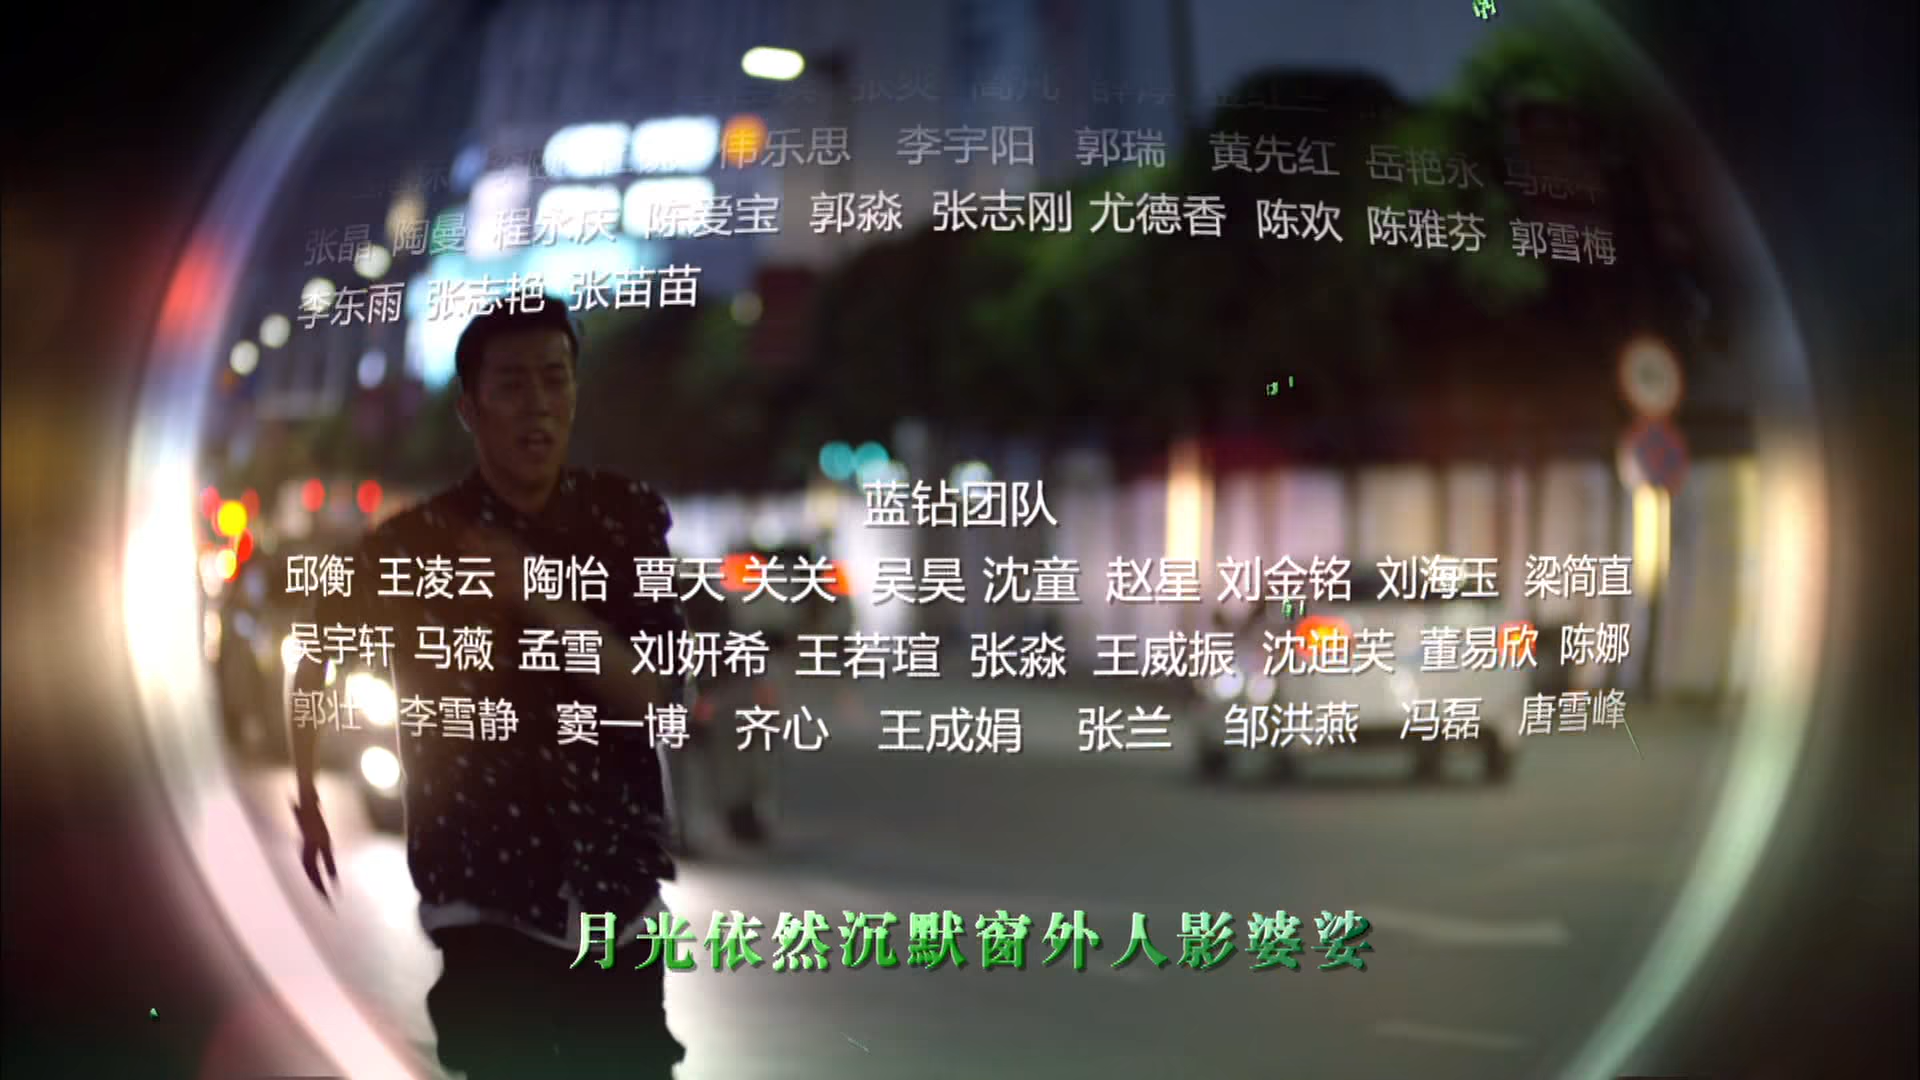 张奕 高凡
伟乐思 李宇阳 郭瑞 黄先红 岳艳永
张晶 陶曼 程永庆 陈爱宝 郭淼 张志刚 尤德香 陈欢 陈雅芬 郭雪梅
李东雨 张志艳 张苗苗
蓝钻团队
邱衡 王凌云 陶怡 覃天 关关 吴昊 沈童 赵星 刘金铭 刘海玉 梁简直
吴宇轩 马薇 孟雪 刘妍希 王若瑄 张淼 王威振 沈迪芙 董易欣 陈娜
郭壮 李雪静 窦一博 齐心 王成娟 张兰 邹洪燕 冯磊 唐雪峰
月光依然沉默窗外人影婆娑